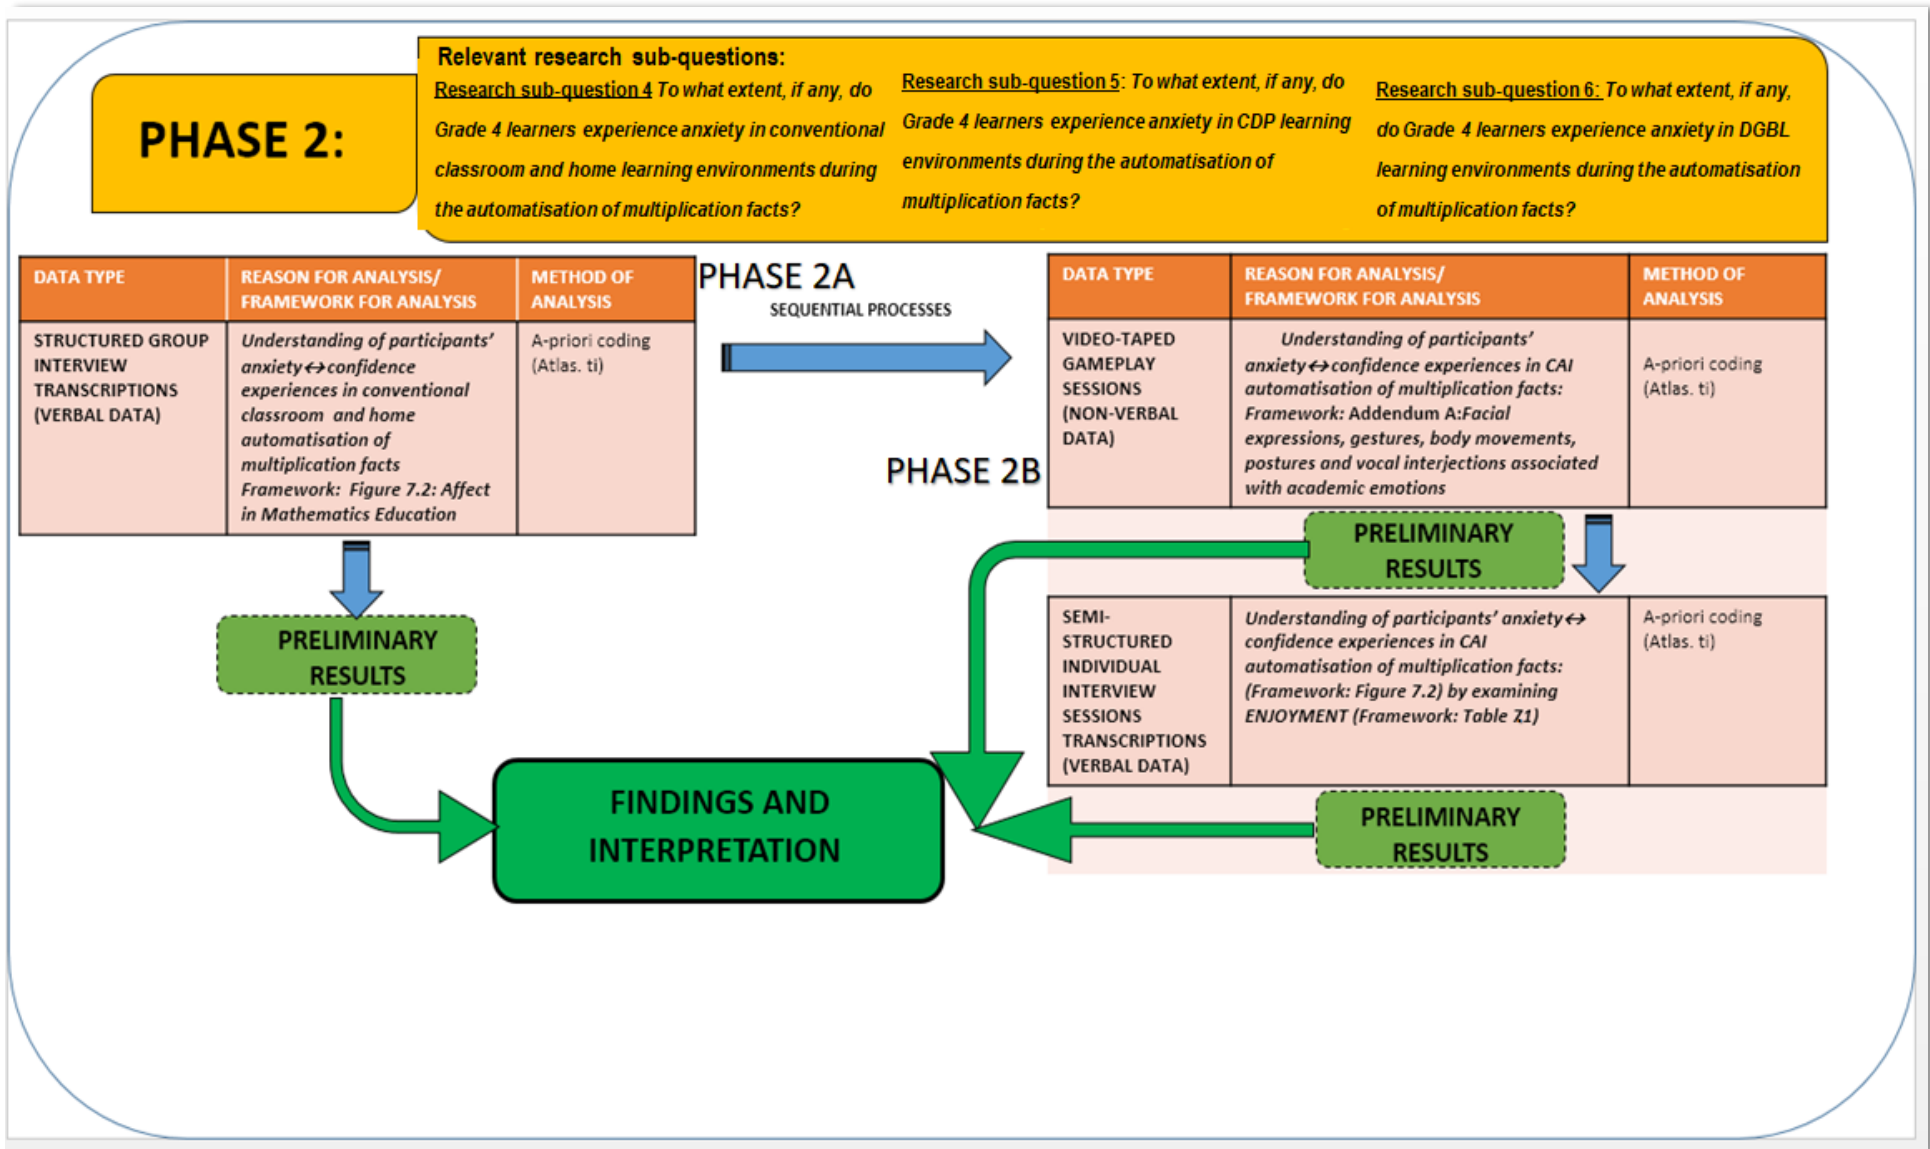 PHASE 2:
Relevant research sub-questions:
Research sub-question 4 To what extent, if any, do
Grade 4 learners experience anxiety in conventional
classroom and home learning environments during
the automatisation of multiplication facts?
Research sub-question 5: To what extent, if any, do
Grade 4 learners experience anxiety in CDP learning
environments during the automatisation of
multiplication facts?
Research sub-question 6: To what extent, if any,
do Grade 4 learners experience anxiety in DGBL
learning environments during the automatisation
of multiplication facts?
DATA TYPE
REASON FOR ANALYSIS/
FRAMEWORK FOR ANALYSIS
METHOD OF
ANALYSIS
STRUCTURED GROUP
INTERVIEW
TRANSCRIPTIONS
(VERBAL DATA)
Understanding of participants'
anxiety↔confidence
experiences in conventional
classroom and home
automatisation of
multiplication facts
Framework: Figure 7.2: Affect
in Mathematics Education
A-priori coding
(Atlas. ti)
PRELIMINARY
RESULTS
PHASE 2A
SEQUENTIAL PROCESSES
PHASE 2B
DATA TYPE
REASON FOR ANALYSIS/
FRAMEWORK FOR ANALYSIS
METHOD OF
ANALYSIS
VIDEO-TAPED
GAMEPLAY
SESSIONS
(NON-VERBAL
DATA)
Understanding of participants'
anxiety↔confidence experiences in CAI
automatisation of multiplication facts:
Framework: Addendum A:Facial
expressions, gestures, body movements,
postures and vocal interjections associated
with academic emotions
A-priori coding
(Atlas. ti)
PRELIMINARY
RESULTS
SEMI-
STRUCTURED
INDIVIDUAL
INTERVIEW
SESSIONS
TRANSCRIPTIONS
(VERBAL DATA)
Understanding of participants' anxiety↔
confidence experiences in CAI
automatisation of multiplication facts:
(Framework: Figure 7.2) by examining
ENJOYMENT (Framework: Table 7.1)
A-priori coding
(Atlas. ti)
PRELIMINARY
RESULTS
FINDINGS AND
INTERPRETATION